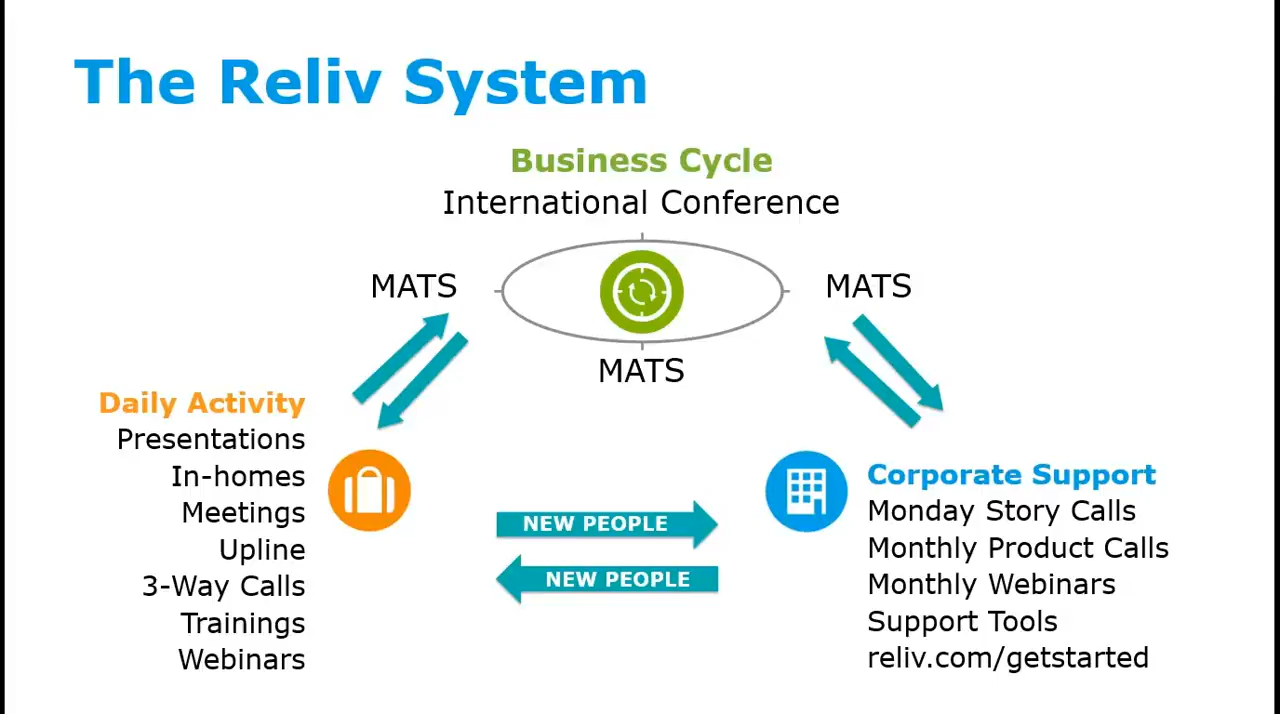 The Reliv System
Business Cycle
International Conference
MATS
MATS
MATS
Daily Activity
Presentations
In-homes
Meetings
Upline
3-Way Calls
Trainings
Webinars
NEW PEOPLE
NEW PEOPLE
Corporate Support
Monday Story Calls
Monthly Product Calls
Monthly Webinars
Support Tools
reliv.com/getstarted